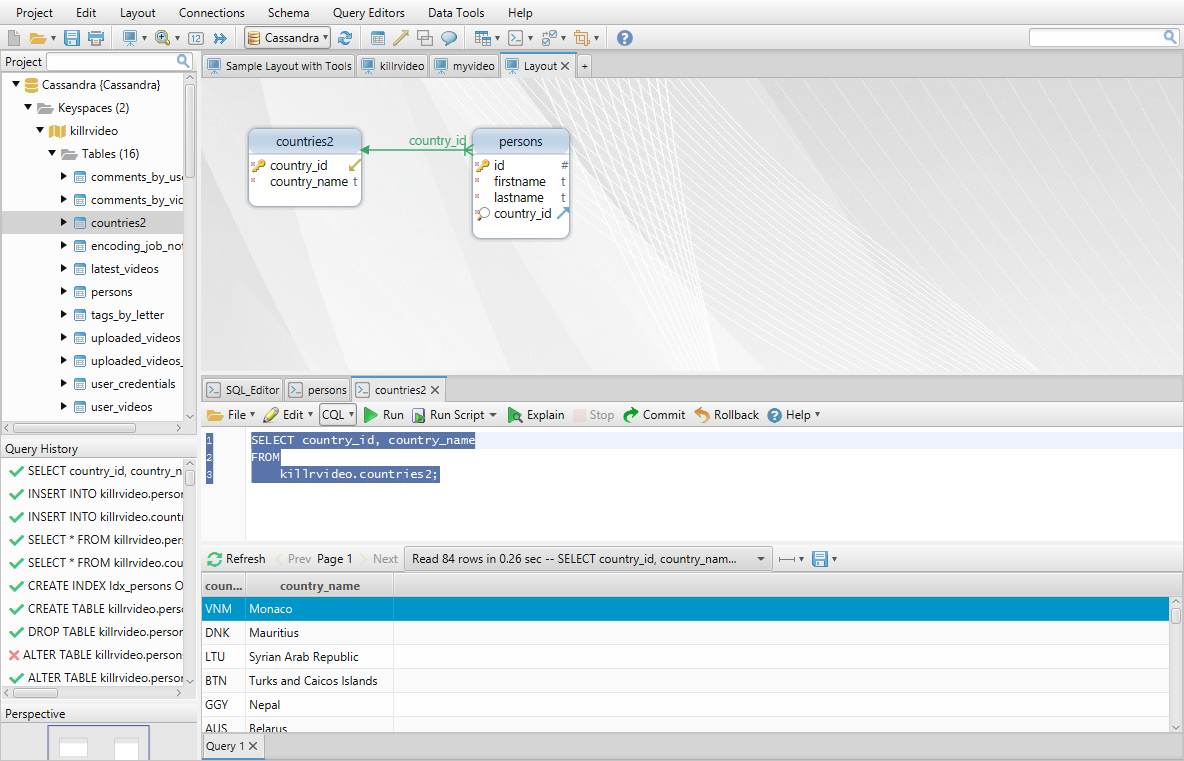 Project Edit Layout Connections Schema Query Editors Data Tools Help
12 Cassandra
Project
Cassandra {Cassandra}
Keyspaces (2)
killrvideo
Tables (16)
comments_by_use
comments_by_vid
countries2
encoding_job_not
latest_videos
persons
tags_by_letter
uploaded_videos
uploaded_videos_
user_credentials
user_videos
Query History
SELECT country_id, country_n
INSERT INTO killrvideo.person
INSERT INTO killrvideo.countr
SELECT * FROM killrvideo.per
SELECT * FROM killrvideo.cou
CREATE INDEX Idx_persons O
CREATE TABLE killrvideo.perso
DROP TABLE killrvideo.person
ALTER TABLE killrvideo.persons
ALTER TABLE killrvideo.person
Perspective
Sample Layout with Tools killrvideo myvideo Layout +
countries2
country_id
country_name t
country_id
persons
id #
firstname t
lastname t
country_id
SQL_Editor persons countries2
File Edit CQL Run Run Script Explain Stop Commit Rollback Help
1 SELECT country_id, country_name
2 FROM
3 killrvideo.countries2;
Refresh Prev Page 1 Next Read 84 rows in 0.26 sec -- SELECT country_id, country_nam...
coun... country_name
VNM Monaco
DNK Mauritius
LTU Syrian Arab Republic
BTN Turks and Caicos Islands
GGY Nepal
AUS Belarus
Query 1